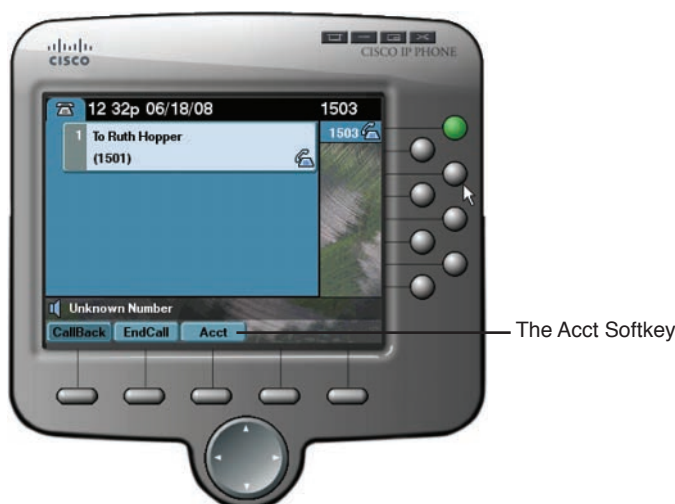 CISCO
CISCO IP PHONE
12 32p 06/18/08 1503
1 To Ruth Hopper
(1501)
1503
Unknown Number
CallBack EndCall Acct
The Acct Softkey